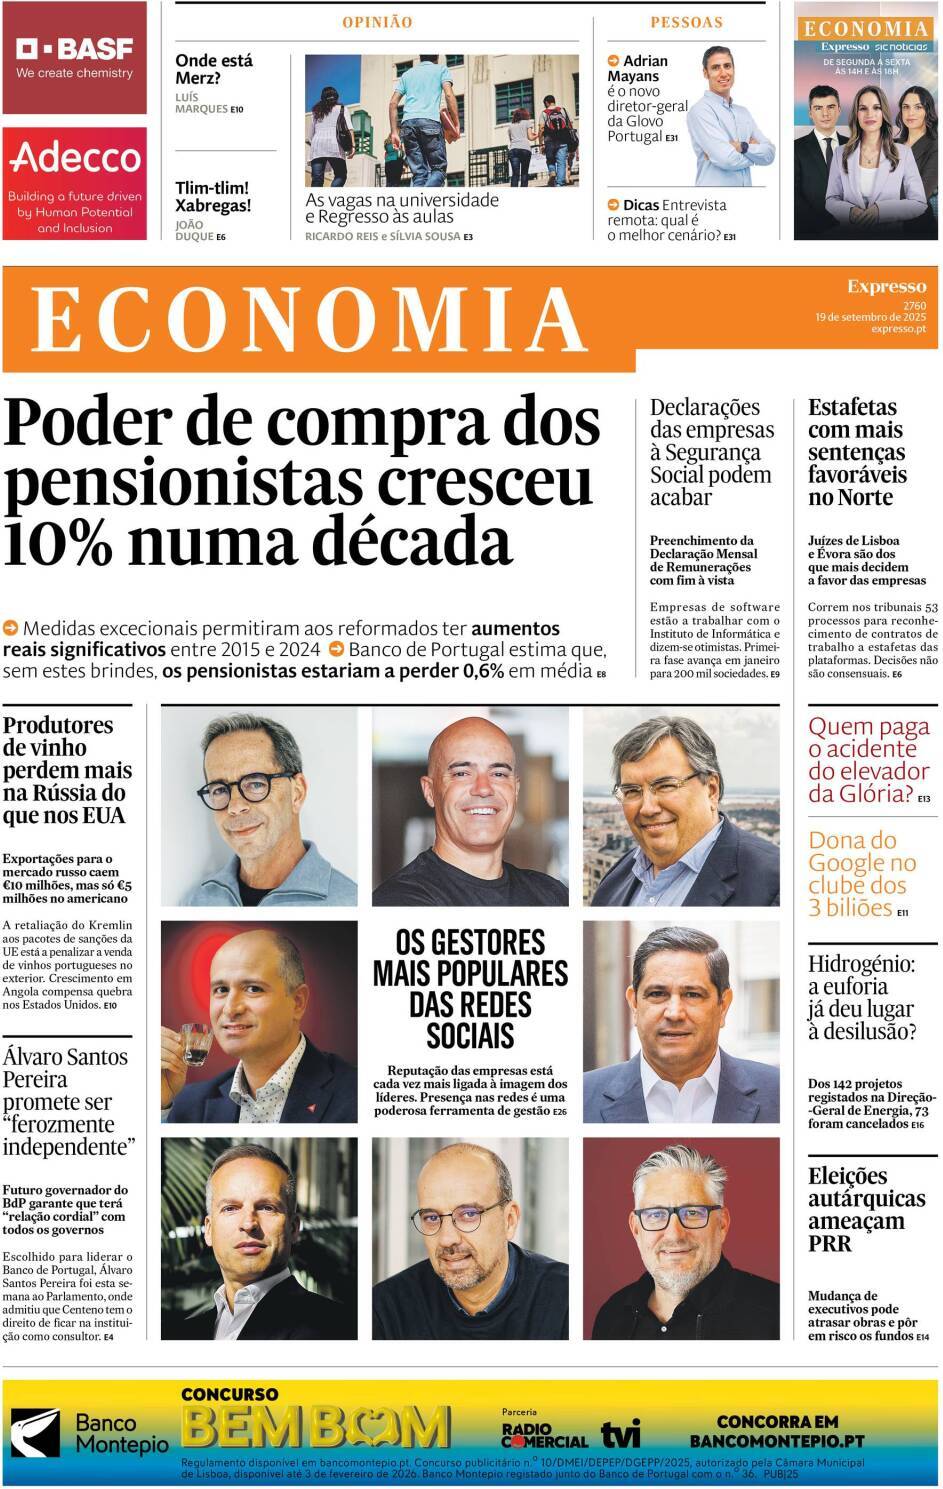 BASF
We create chemistry
Adecco
Building a future driven
by Human Potential
and Inclusion
OPINIÃO
Onde está
Merz?
LUÍS
MARQUES E10
Tlim-tlim!
Xabregas!
JOÃO
DUQUE E6
As vagas na universidade
e Regresso às aulas
RICARDO REIS e SÍLVIA SOUSA E3
PESSOAS
Adrian
Mayans
é o novo
diretor-geral
da Glovo
Portugal E31
Dicas Entrevista
remota: qual é
o melhor cenário? E31
ECONOMIA
Expresso SIC notícias
DE SEGUNDA A SEXTA
ÀS 14H E ÀS 18H
ECONOMIA
Expresso
2760
19 de setembro de 2025
expresso.pt
Poder de compra dos
pensionistas cresceu
10% numa década
Medidas excecionais permitiram aos reformados ter aumentos
reais significativos entre 2015 e 2024 Banco de Portugal estima que,
sem estes brindes, os pensionistas estariam a perder 0,6% em média E8
Declarações
das empresas
à Segurança
Social podem
acabar
Preenchimento da
Declaração Mensal
de Remunerações
com fim à vista
Empresas de software
estão a trabalhar com o
Instituto de Informática e
dizem-se otimistas. Primei-
ra fase avança em janeiro
para 200 mil sociedades. E9
Estafetas
com mais
sentenças
favoráveis
no Norte
Juízes de Lisboa
e Évora são dos
que mais decidem
a favor das empresas
Correm nos tribunais 53
processos para reconhe-
cimento de contratos de
trabalho a estafetas das
plataformas. Decisões não
são consensuais. E6
Produtores
de vinho
perdem mais
na Rússia do
que nos EUA
Exportações para o
mercado russo caem
€10 milhões, mas só €5
milhões no americano
A retaliação do Kremlin
aos pacotes de sanções da
UE está a penalizar a venda
de vinhos portugueses no
exterior. Crescimento em
Angola compensa quebra
nos Estados Unidos. E10
Álvaro Santos
Pereira
promete ser
“ferozmente
independente”
Futuro governador do
BdP garante que terá
“relação cordial” com
todos os governos
Escolhido para liderar o
Banco de Portugal, Álvaro
Santos Pereira foi esta se-
mana ao Parlamento, onde
admitiu que Centeno tem o
direito de ficar na institui-
ção como consultor. E4
OS GESTORES
MAIS POPULARES
DAS REDES
SOCIAIS
Reputação das empresas está
cada vez mais ligada à imagem dos
líderes. Presença nas redes é uma
poderosa ferramenta de gestão E26
Quem paga
o acidente
do elevador
da Glória? E13
Dona do
Google no
clube dos
3 biliões E11
Hidrogénio:
a euforia
já deu lugar
à desilusão?
Dos 142 projetos
registados na Direção-
-Geral de Energia, 73
foram cancelados E16
Eleições
autárquicas
ameaçam
PRR
Mudança de
executivos pode
atrasar obras e pôr
em risco os fundos E14
Banco
Montepio
CONCURSO
BEM BOM
Parceria
RÁDIO
COMERCIAL
tvi
CONCORRA EM
BANCOMONTEPIO.PT
Regulamento disponível em bancomontepio.pt. Concurso publicitário n.º 10/DMEI/DEPEP/DGEPP/2025, autorizado pela Câmara Municipal
de Lisboa, disponível até 3 de fevereiro de 2026. Banco Montepio registado junto do Banco de Portugal com o n.º 36. PUB|25